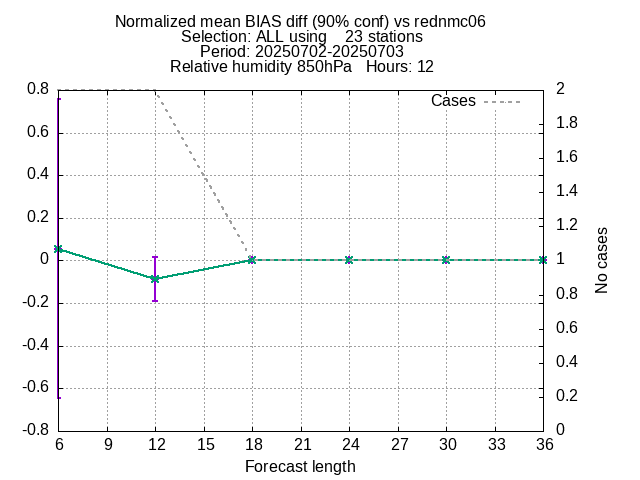 Normalized mean BIAS diff (90% conf) vs rednmc06
Selection: ALL using    23 stations
Period: 20250702-20250703
Relative humidity 850hPa   Hours: 12
Cases
0.8
0.6
0.4
0.2
0
-0.2
-0.4
-0.6
-0.8
2
1.8
1.6
1.4
1.2
1
0.8
0.6
0.4
0.2
0
No cases
6 9 12 15 18 21 24 27 30 33 36
Forecast length